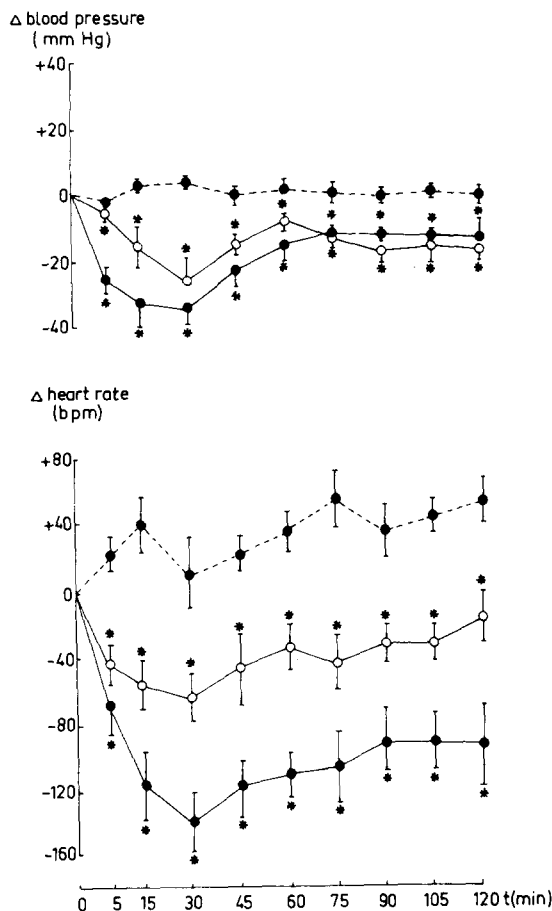 Δ blood pressure
(mm Hg)
+40
+20
0
-20
-40
Δ heart rate
(bpm)
+80
+40
0
-40
-80
-120
-160
0 5 15 30 45 60 75 90 105 120 t(min)